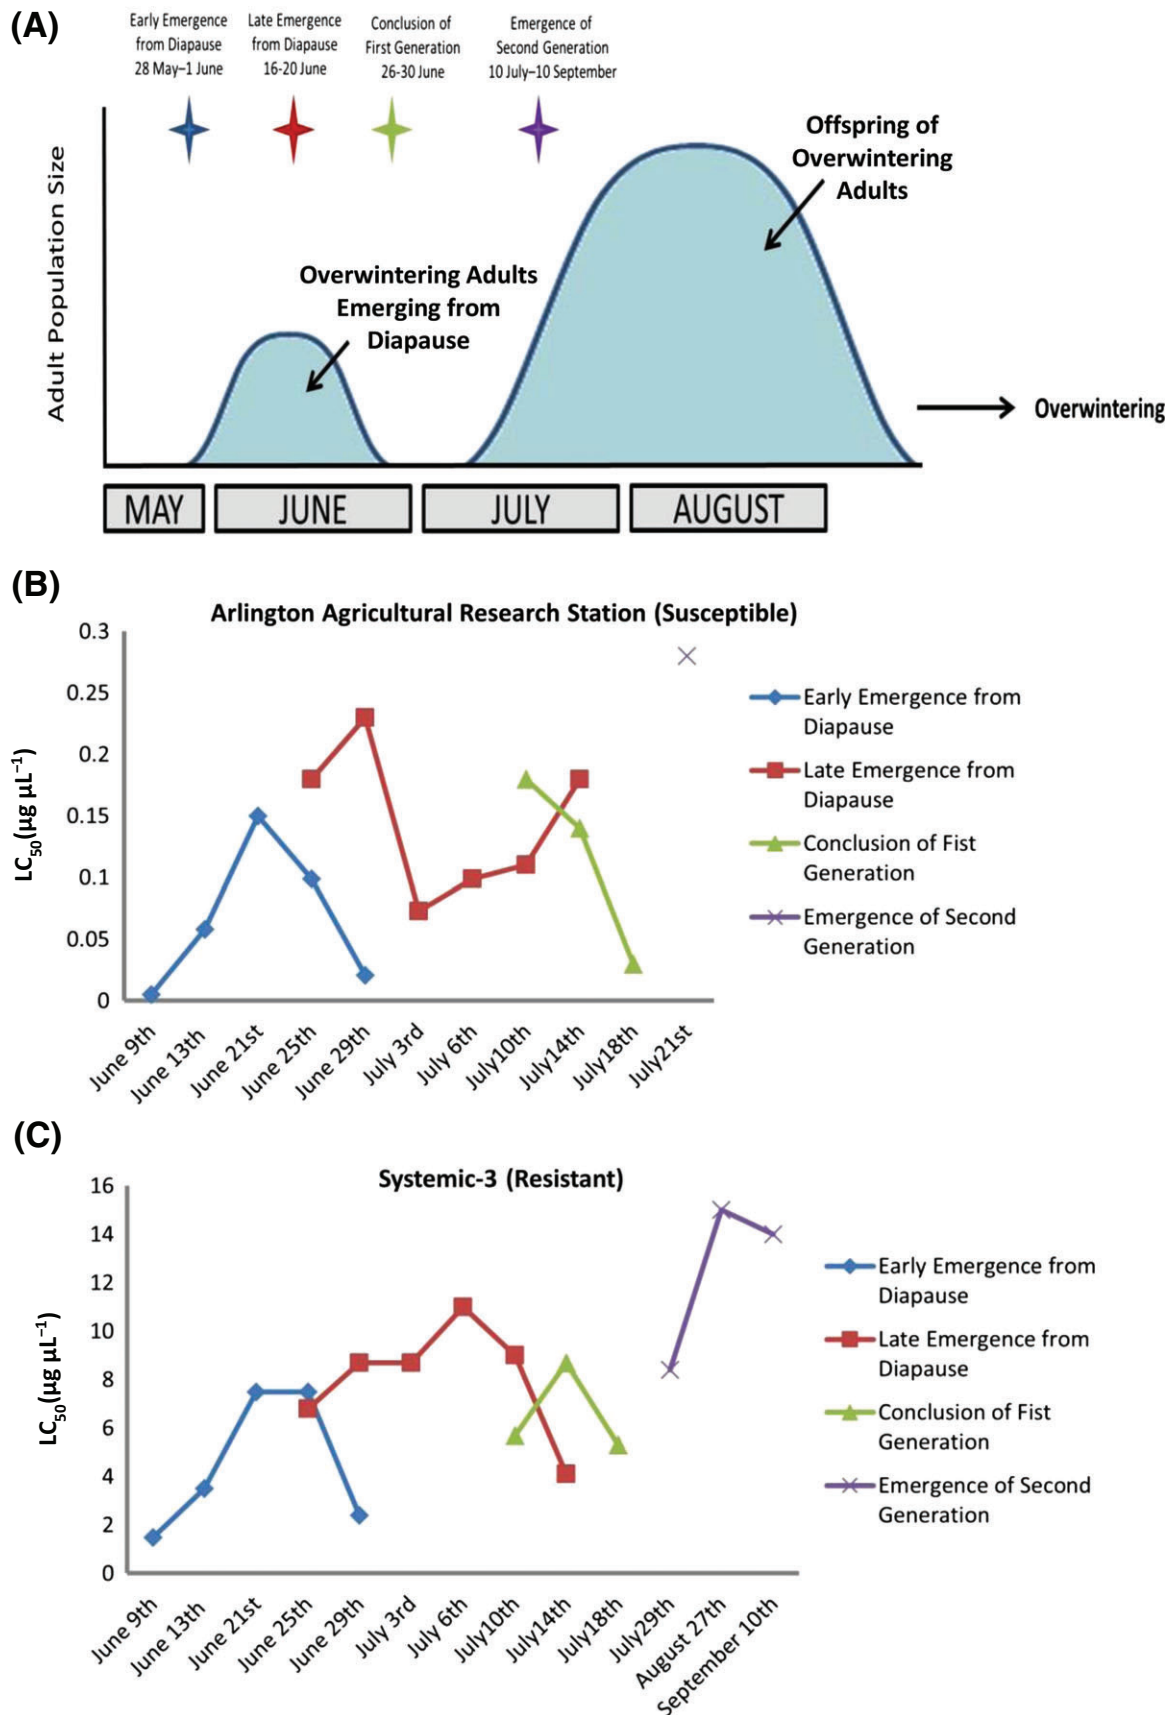 (A)
Early Emergence
from Diapause
28 May–1 June
Late Emergence
from Diapause
16-20 June
Conclusion of
First Generation
26-30 June
Emergence of
Second Generation
10 July–10 September
Adult Population Size
Offspring of
Overwintering
Adults
Overwintering Adults
Emerging from
Diapause
Overwintering
MAY
JUNE
JULY
AUGUST
(B)
Arlington Agricultural Research Station (Susceptible)
LC50(µg µL−1)
0.3
0.25
0.2
0.15
0.1
0.05
0
June 9th
June 13th
June 21st
June 25th
June 29th
July 3rd
July 6th
July10th
July14th
July18th
July21st
Early Emergence from
Diapause
Late Emergence from
Diapause
Conclusion of Fist
Generation
Emergence of Second
Generation
(C)
Systemic-3 (Resistant)
LC50(µg µL−1)
16
14
12
10
8
6
4
2
0
June 9th
June 13th
June 21st
June 25th
June 29th
July 3rd
July 6th
July10th
July14th
July18th
July29th
August 27th
September 10th
Early Emergence from
Diapause
Late Emergence from
Diapause
Conclusion of Fist
Generation
Emergence of Second
Generation